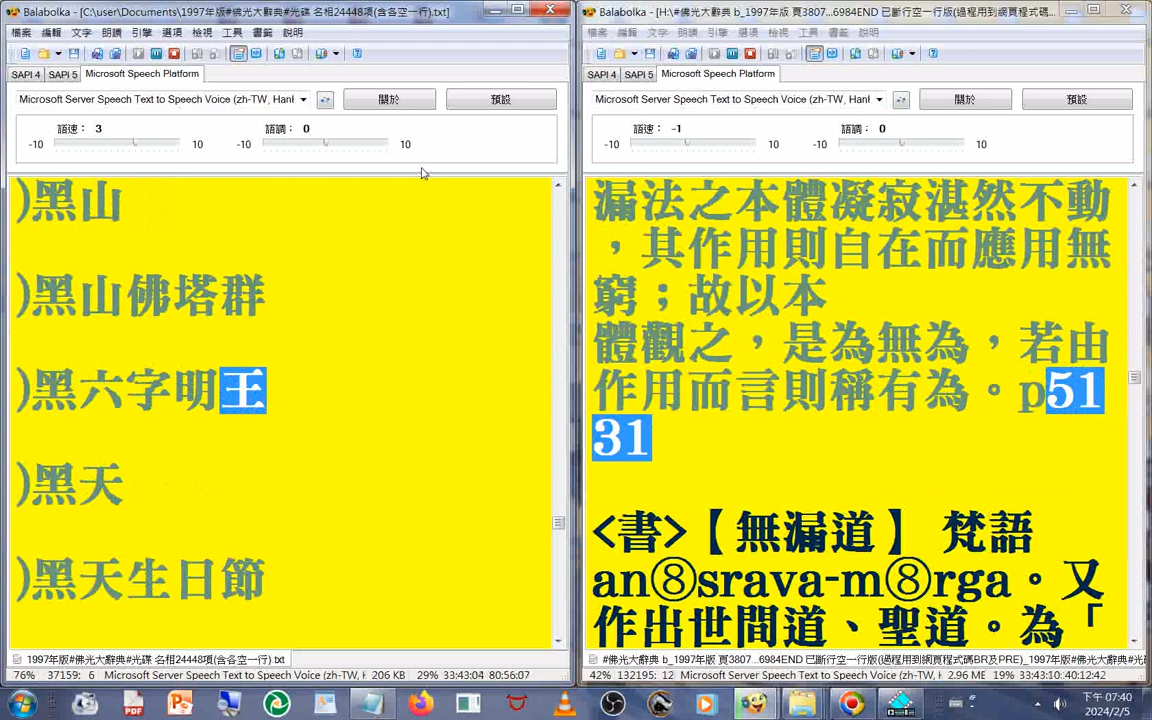 Balabolka - [C:\user\Documents\1997年版#佛光大辭典#光碟 名相24448項(含各空一行).txt]
檔案 編輯 文字 朗讀 引擎 選項 檢視 工具 書籤 說明
SAPI 4 SAPI 5 Microsoft Speech Platform
Microsoft Server Speech Text to Speech Voice (zh-TW, Hanl
關於 預設
語速： 3 語調： 0
-10 10 -10 10
)黑山
)黑山佛塔群
)黑六字明王
)黑天
)黑天生日節
1997年版#佛光大辭典#光碟 名相24448項(含各空一行).txt
76% 37159: 6 Microsoft Speech Platform: Microsoft Server Speech Text to Speech Voice (zh-TW, H 206 KB 29% 33:43:04 80:56:07
Balabolka - [H:\#佛光大辭典 b_1997年版 頁3807...6984END 已斷行空一行版(過程用到網頁程式碼
檔案 編輯 文字 朗讀 引擎 選項 檢視 工具 書籤 說明
SAPI 4 SAPI 5 Microsoft Speech Platform
Microsoft Server Speech Text to Speech Voice (zh-TW, Hanl
關於 預設
語速： -1 語調： 0
-10 10 -10 10
漏法之本體凝寂湛然不動
，其作用則自在而應用無
窮；故以本
體觀之，是為無為，若由
作用而言則稱有為。p51
31
<書>【無漏道】 梵語
an⑧srava-m⑧rga。又
作出世間道、聖道。為「
#佛光大辭典 b_1997年版 頁3807...6984END 已斷行空一行版(過程用到網頁程式碼BR及PRE)_1997年版#光
42% 132195: 12 Microsoft Speech Platform: Microsoft Server Speech Text to Speech Voice (zh-TW, 2.96 ME 33:43:10:40:12:42
下午 07:40
2024/2/5